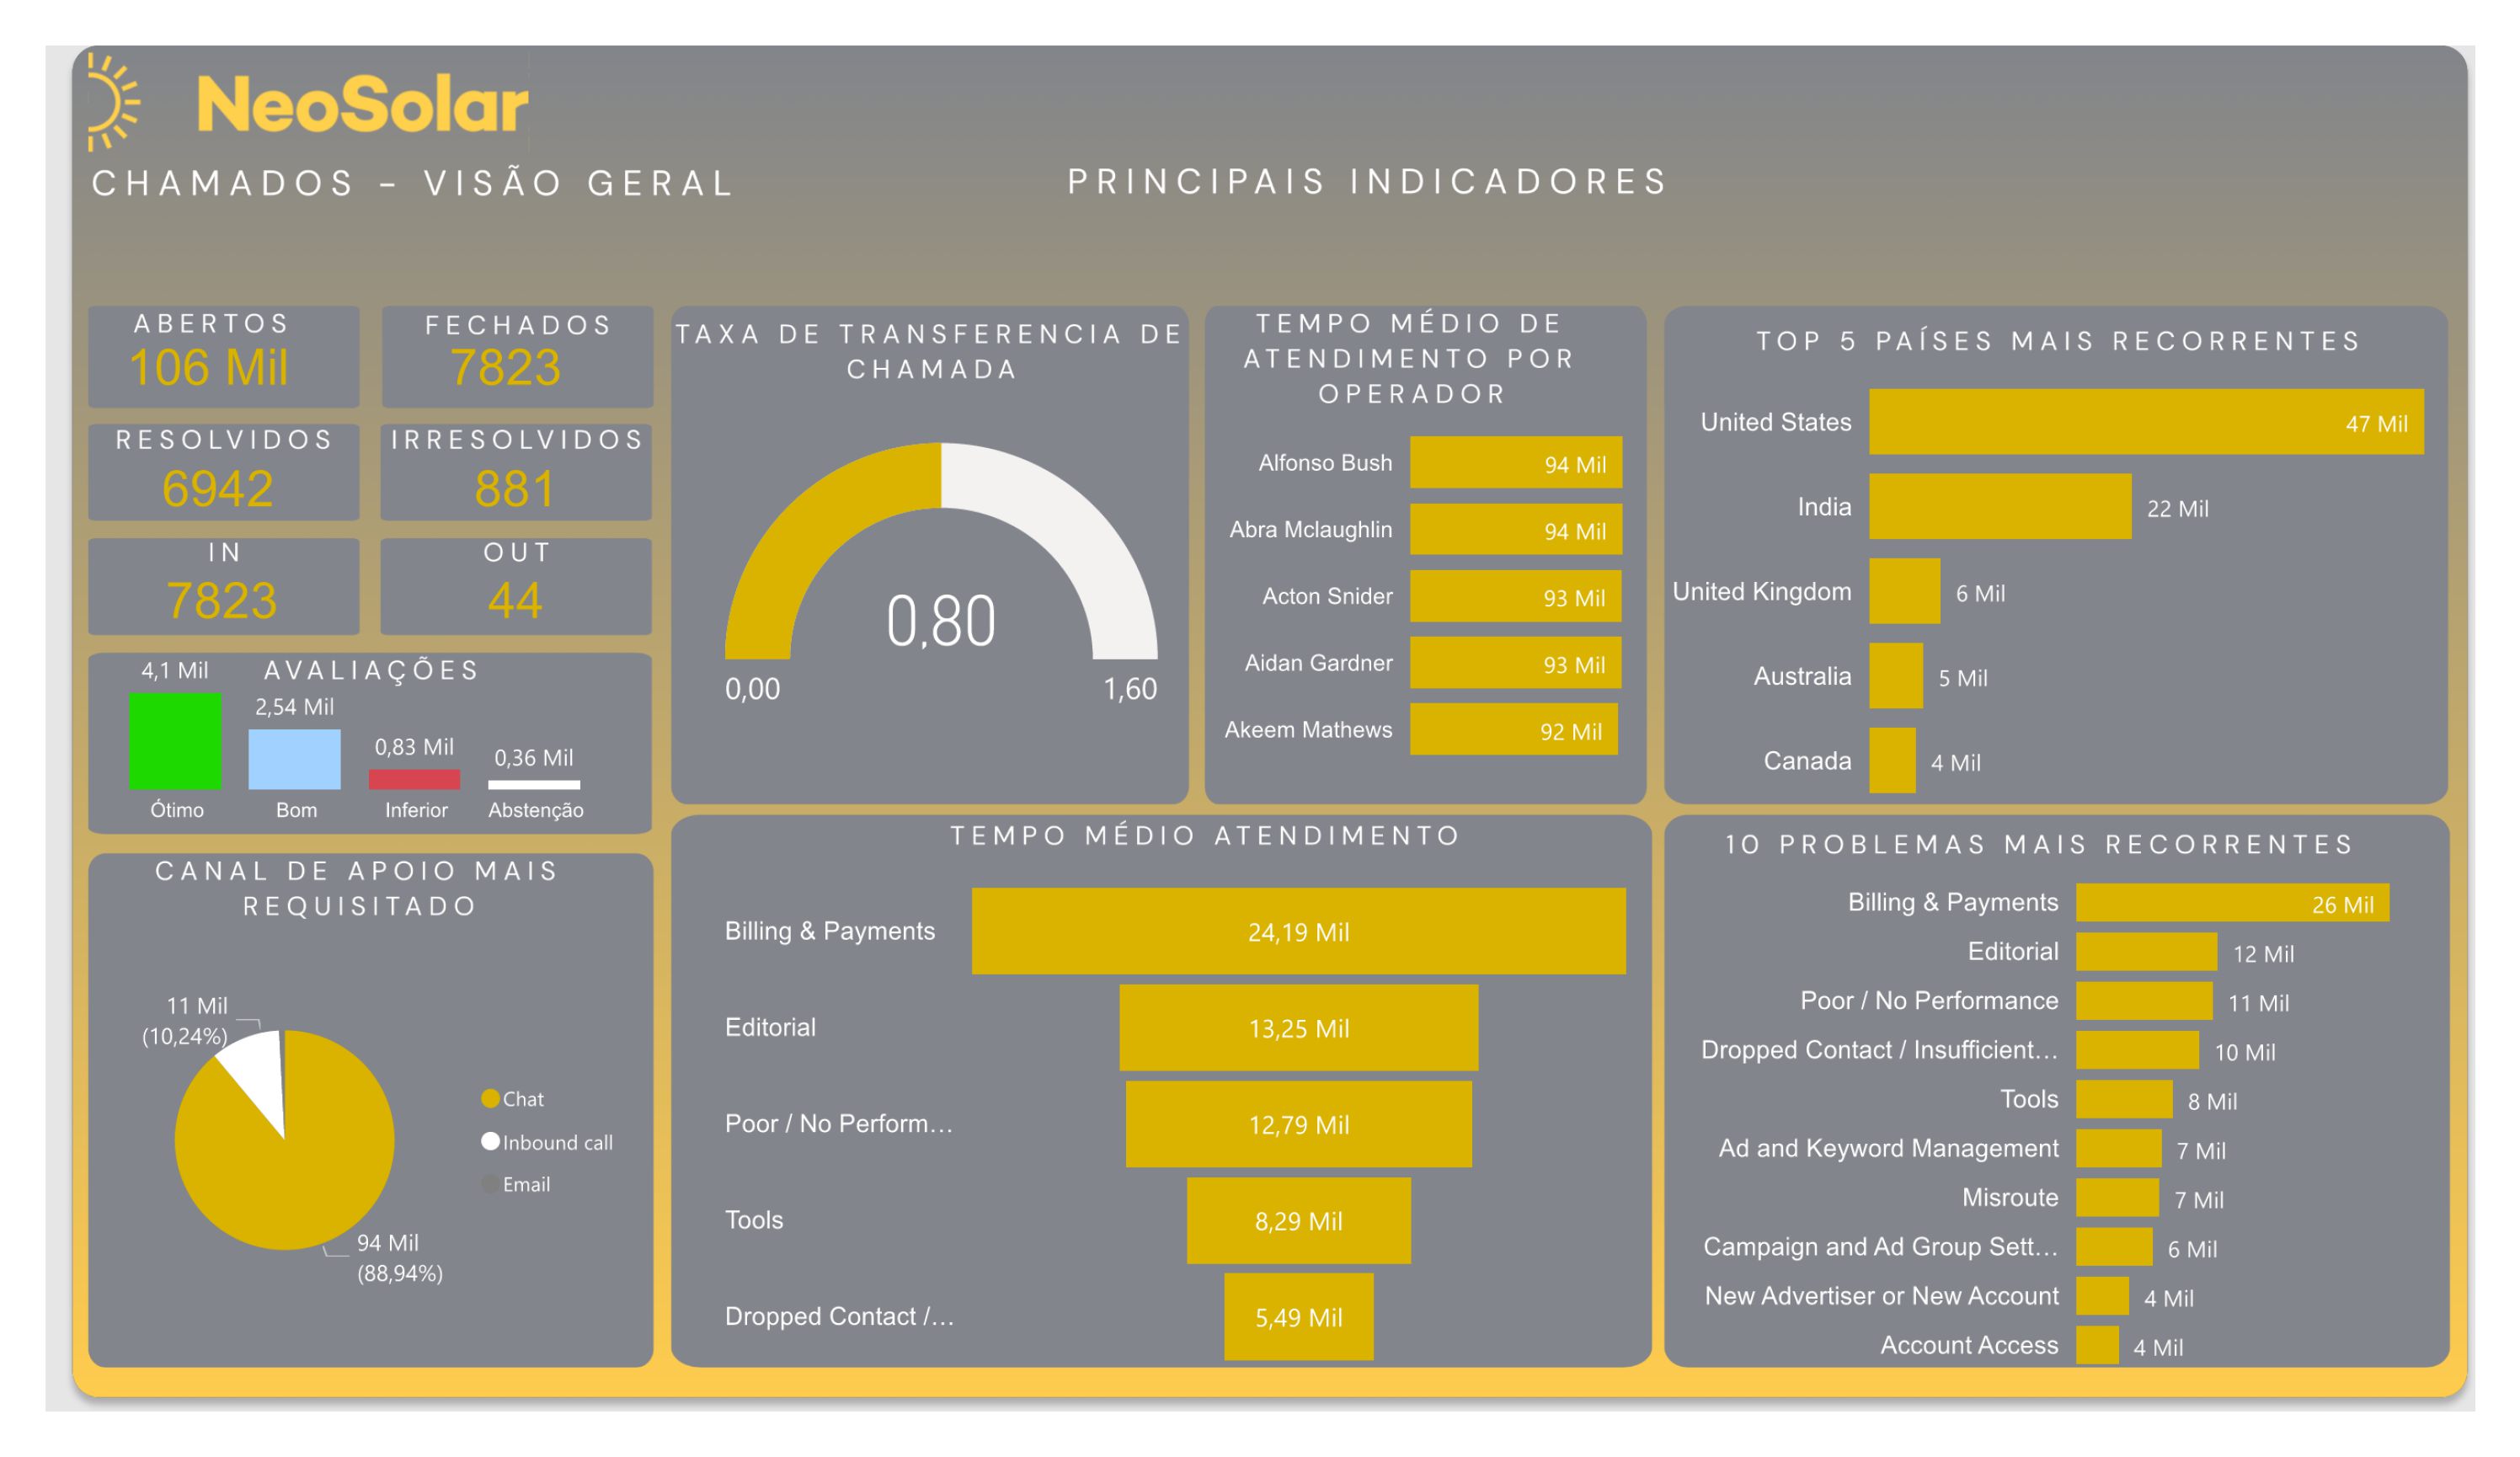 NeoSolar
CHAMADOS - VISÃO GERAL
PRINCIPAIS INDICADORES
ABERTOS
106 Mil
FECHADOS
7823
RESOLVIDOS
6942
IRRESOLVIDOS
881
IN
7823
OUT
44
AVALIAÇÕES
4,1 Mil
2,54 Mil
0,83 Mil
0,36 Mil
Ótimo
Bom
Inferior
Abstenção
CANAL DE APOIO MAIS
REQUISITADO
11 Mil
(10,24%)
94 Mil
(88,94%)
Chat
Inbound call
Email
TAXA DE TRANSFERENCIA DE
CHAMADA
0,80
0,00
1,60
TEMPO MÉDIO DE
ATENDIMENTO POR
OPERADOR
Alfonso Bush 94 Mil
Abra Mclaughlin 94 Mil
Acton Snider 93 Mil
Aidan Gardner 93 Mil
Akeem Mathews 92 Mil
TOP 5 PAÍSES MAIS RECORRENTES
United States 47 Mil
India 22 Mil
United Kingdom 6 Mil
Australia 5 Mil
Canada 4 Mil
TEMPO MÉDIO ATENDIMENTO
Billing & Payments 24,19 Mil
Editorial 13,25 Mil
Poor / No Perform... 12,79 Mil
Tools 8,29 Mil
Dropped Contact /... 5,49 Mil
10 PROBLEMAS MAIS RECORRENTES
Billing & Payments 26 Mil
Editorial 12 Mil
Poor / No Performance 11 Mil
Dropped Contact / Insufficient... 10 Mil
Tools 8 Mil
Ad and Keyword Management 7 Mil
Misroute 7 Mil
Campaign and Ad Group Sett... 6 Mil
New Advertiser or New Account 4 Mil
Account Access 4 Mil